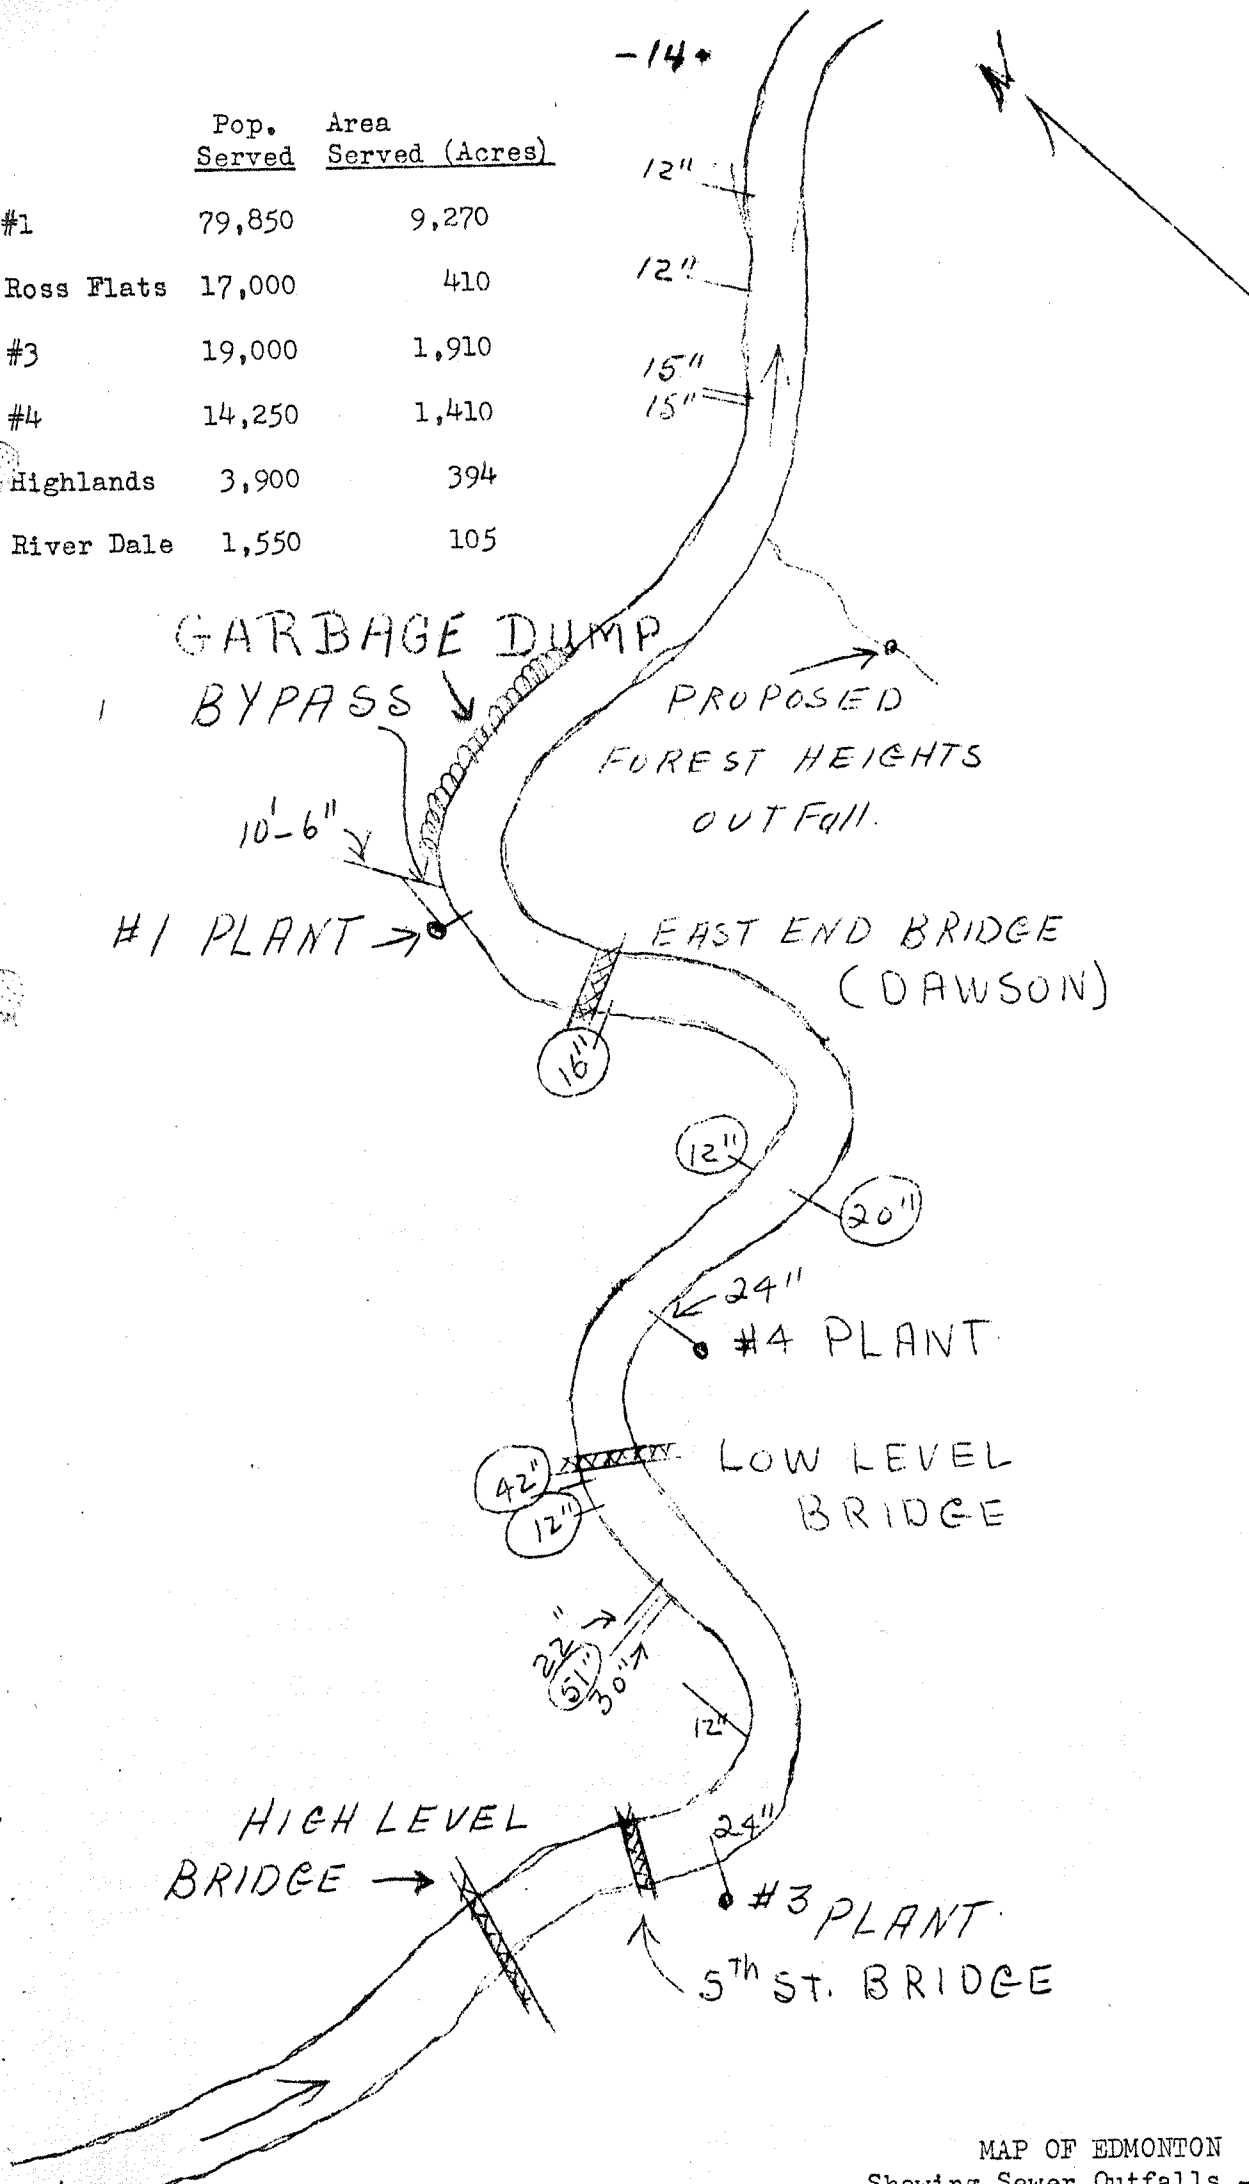 -14-
N
Pop. Area
Served Served (Acres)
#1 79,850 9,270
Ross Flats 17,000 410
#3 19,000 1,910
#4 14,250 1,410
Highlands 3,900 394
River Dale 1,550 105
12"
12"
15"
15"
GARBAGE DUMP
BYPASS
PROPOSED
FOREST HEIGHTS
OUTFall.
10'-6"
#1 PLANT
EAST END BRIDGE
(DAWSON)
16"
12"
20"
24"
#4 PLANT
LOW LEVEL
BRIDGE
42"
12"
22"
51"
30"
12"
HIGH LEVEL
BRIDGE
24"
#3 PLANT
5Th ST. BRIDGE
MAP OF EDMONTON
Showing Sewer Outfalls -